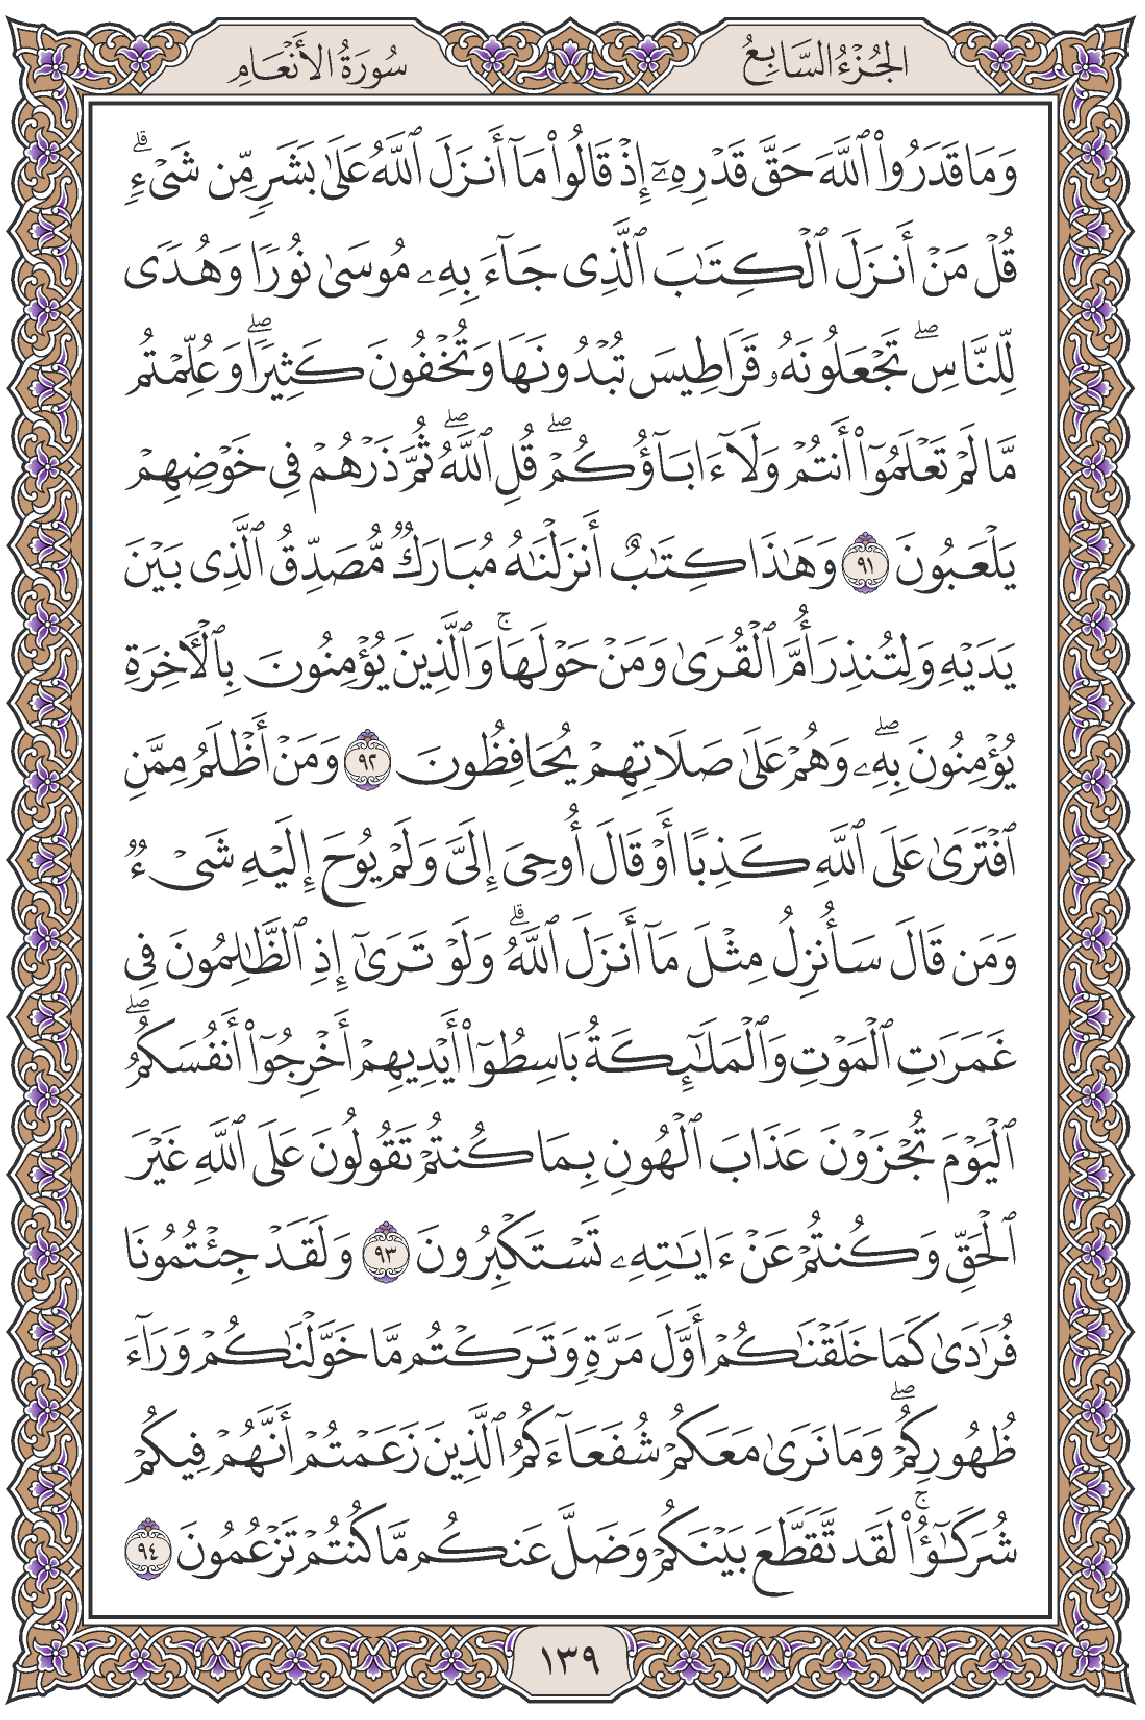 الجُزْءُ السَّابِعُ
سُورَةُ الأَنْعَامِ
وَمَا قَدَرُوا۟ ٱللَّهَ حَقَّ قَدْرِهِۦٓ إِذْ قَالُوا۟ مَآ أَنزَلَ ٱللَّهُ عَلَىٰ بَشَرٍ مِّن شَىْءٍ ۗ
قُلْ مَنْ أَنزَلَ ٱلْكِتَـٰبَ ٱلَّذِى جَآءَ بِهِۦ مُوسَىٰ نُورًا وَهُدًى
لِّلنَّاسِ ۖ تَجْعَلُونَهُۥ قَرَاطِيسَ تُبْدُونَهَا وَتُخْفُونَ كَثِيرًا ۖ وَعُلِّمْتُم
مَّا لَمْ تَعْلَمُوٓا۟ أَنتُمْ وَلَآ ءَابَآؤُكُمْ ۖ قُلِ ٱللَّهُ ۖ ثُمَّ ذَرْهُمْ فِى خَوْضِهِمْ
يَلْعَبُونَ ٩١ وَهَـٰذَا كِتَـٰبٌ أَنزَلْنَـٰهُ مُبَارَكٌ مُّصَدِّقُ ٱلَّذِى بَيْنَ
يَدَيْهِ وَلِتُنذِرَ أُمَّ ٱلْقُرَىٰ وَمَنْ حَوْلَهَا ۚ وَٱلَّذِينَ يُؤْمِنُونَ بِٱلْـَٔاخِرَةِ
يُؤْمِنُونَ بِهِۦ ۖ وَهُمْ عَلَىٰ صَلَاتِهِمْ يُحَافِظُونَ ٩٢ وَمَنْ أَظْلَمُ مِمَّنِ
ٱفْتَرَىٰ عَلَى ٱللَّهِ كَذِبًا أَوْ قَالَ أُوحِىَ إِلَىَّ وَلَمْ يُوحَ إِلَيْهِ شَىْءٌ
وَمَن قَالَ سَأُنزِلُ مِثْلَ مَآ أَنزَلَ ٱللَّهُ ۗ وَلَوْ تَرَىٰٓ إِذِ ٱلظَّـٰلِمُونَ فِى
غَمَرَٰتِ ٱلْمَوْتِ وَٱلْمَلَـٰٓئِكَةُ بَاسِطُوٓا۟ أَيْدِيهِمْ أَخْرِجُوٓا۟ أَنفُسَكُمُ ۖ
ٱلْيَوْمَ تُجْزَوْنَ عَذَابَ ٱلْهُونِ بِمَا كُنتُمْ تَقُولُونَ عَلَى ٱللَّهِ غَيْرَ
ٱلْحَقِّ وَكُنتُمْ عَنْ ءَايَـٰتِهِۦ تَسْتَكْبِرُونَ ٩٣ وَلَقَدْ جِئْتُمُونَا
فُرَٰدَىٰ كَمَا خَلَقْنَـٰكُمْ أَوَّلَ مَرَّةٍ وَتَرَكْتُم مَّا خَوَّلْنَـٰكُمْ وَرَآءَ
ظُهُورِكُمْ ۖ وَمَا نَرَىٰ مَعَكُمْ شُفَعَآءَكُمُ ٱلَّذِينَ زَعَمْتُمْ أَنَّهُمْ فِيكُمْ
شُرَكَـٰٓؤُا۟ ۚ لَقَد تَّقَطَّعَ بَيْنَكُمْ وَضَلَّ عَنكُم مَّا كُنتُمْ تَزْعُمُونَ ٩٤
١٣٩